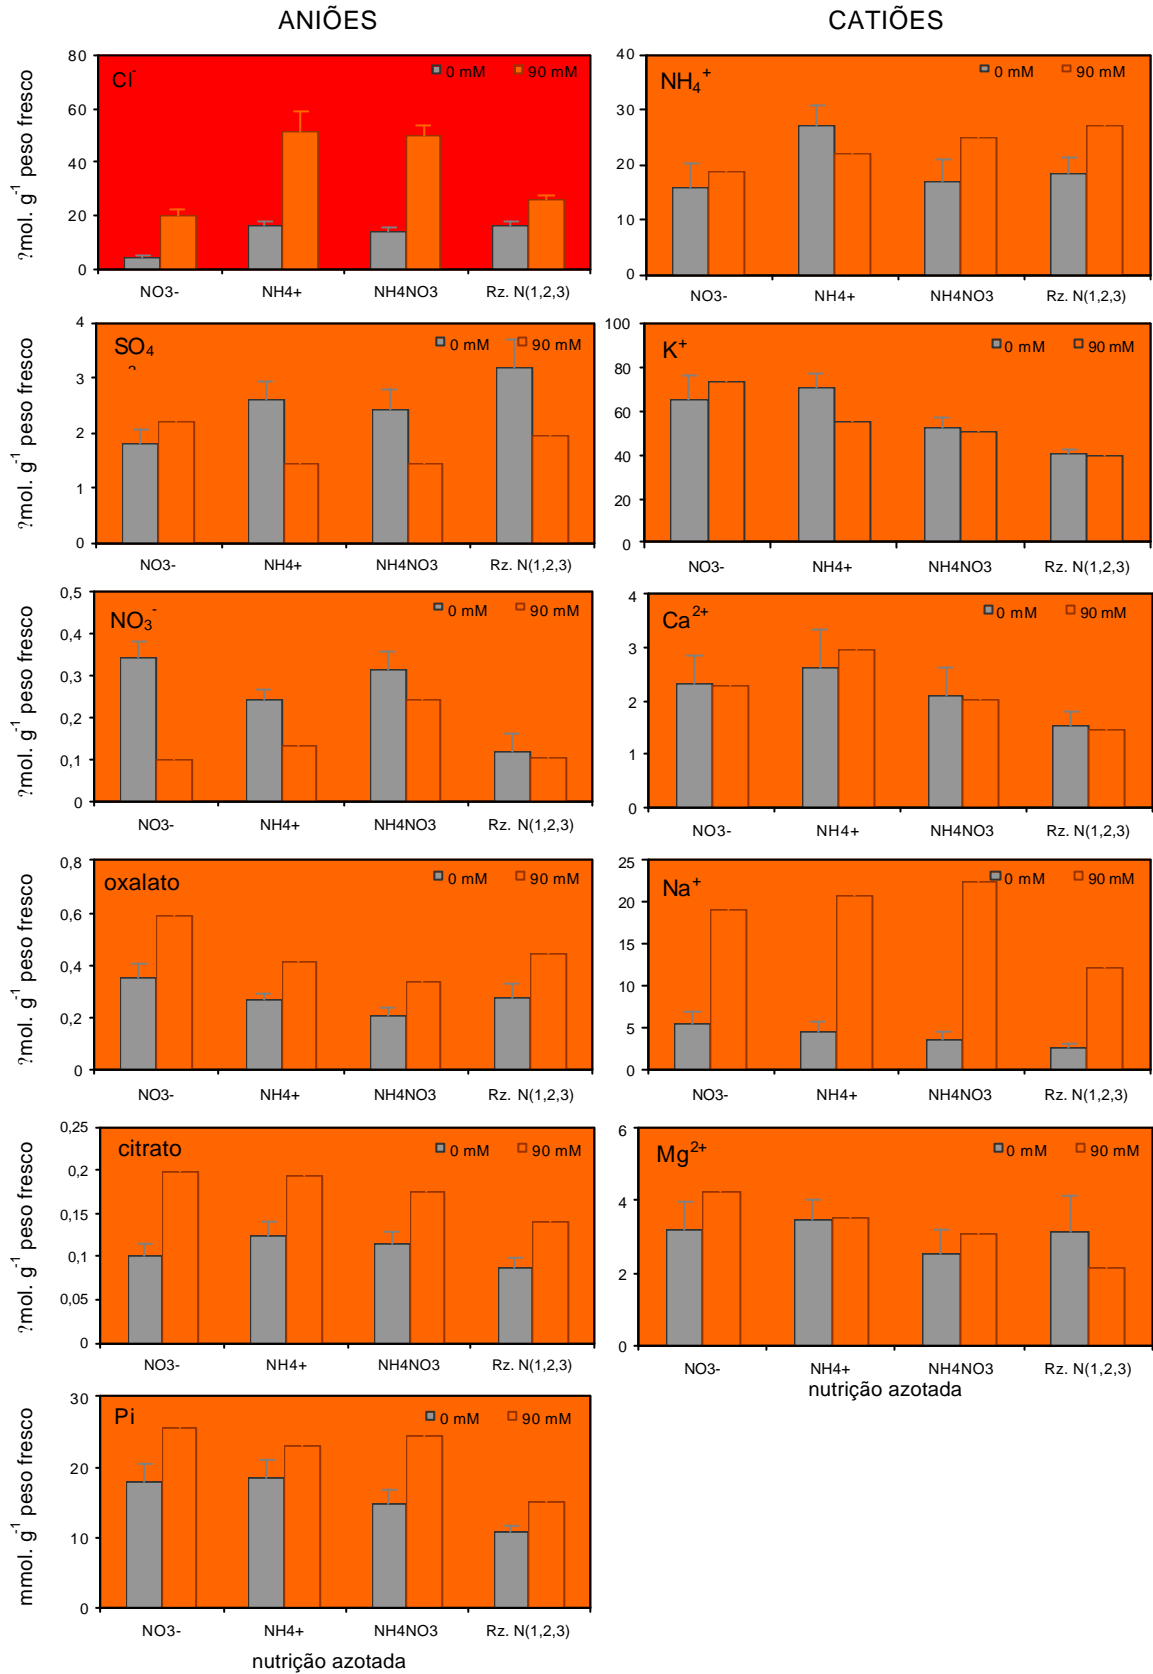 ANIÕES
CATIÕES
?mol. g-1 peso fresco
80
60
40
20
0
Cl-
0 mM
90 mM
NO3-
NH4+
NH4NO3
Rz. N(1,2,3)
40
30
20
10
0
NH4+
0 mM
90 mM
NO3-
NH4+
NH4NO3
Rz. N(1,2,3)
?mol. g-1 peso fresco
4
3
2
1
0
SO4
0 mM
90 mM
NO3-
NH4+
NH4NO3
Rz. N(1,2,3)
100
80
60
40
20
0
K+
0 mM
90 mM
NO3-
NH4+
NH4NO3
Rz. N(1,2,3)
?mol. g-1 peso fresco
0,5
0,4
0,3
0,2
0,1
0
NO3-
0 mM
90 mM
NO3-
NH4+
NH4NO3
Rz. N(1,2,3)
4
3
2
1
0
Ca2+
0 mM
90 mM
NO3-
NH4+
NH4NO3
Rz. N(1,2,3)
?mol. g-1 peso fresco
0,8
0,6
0,4
0,2
0
oxalato
0 mM
90 mM
NO3-
NH4+
NH4NO3
Rz. N(1,2,3)
25
20
15
10
5
0
Na+
0 mM
90 mM
NO3-
NH4+
NH4NO3
Rz. N(1,2,3)
?mol. g-1 peso fresco
0,25
0,2
0,15
0,1
0,05
0
citrato
0 mM
90 mM
NO3-
NH4+
NH4NO3
Rz. N(1,2,3)
6
4
2
0
Mg2+
0 mM
90 mM
NO3-
NH4+
NH4NO3
Rz. N(1,2,3)
nutrição azotada
mmol. g-1 peso fresco
30
20
10
0
Pi
0 mM
90 mM
NO3-
NH4+
NH4NO3
Rz. N(1,2,3)
nutrição azotada